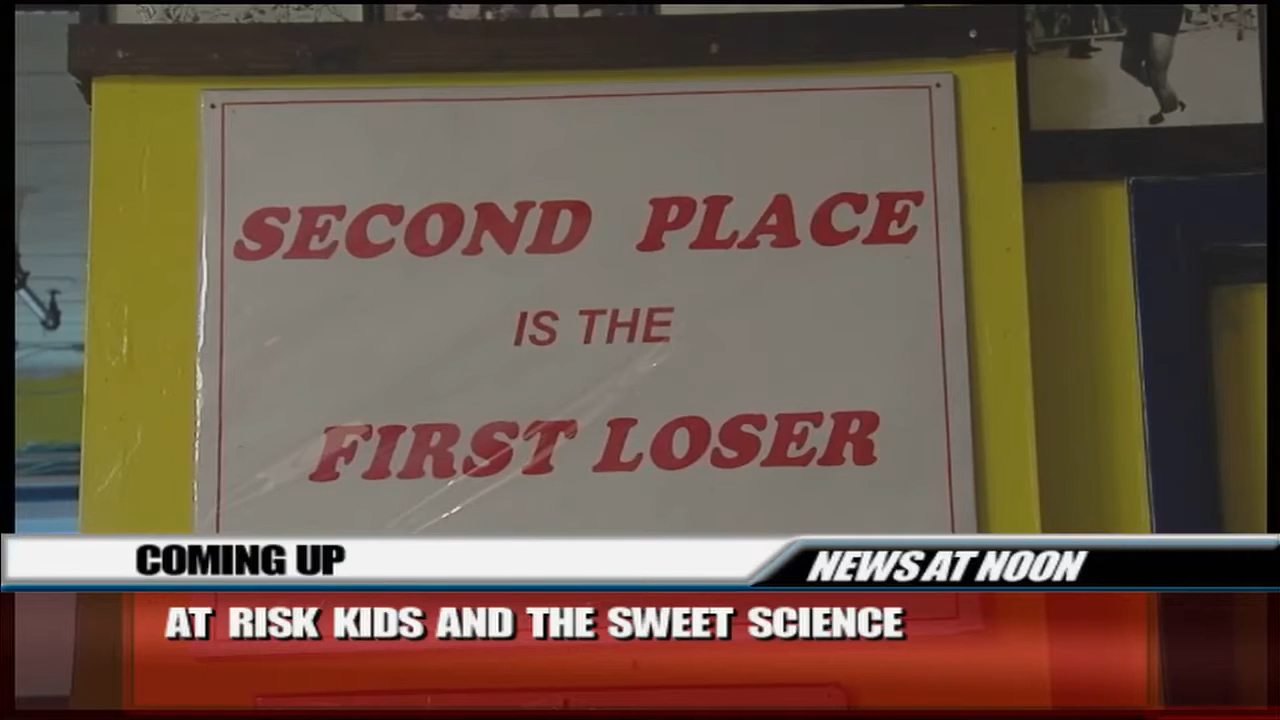 SECOND PLACE
IS THE
FIRST LOSER
COMING UP
NEWS AT NOON
AT RISK KIDS AND THE SWEET SCIENCE